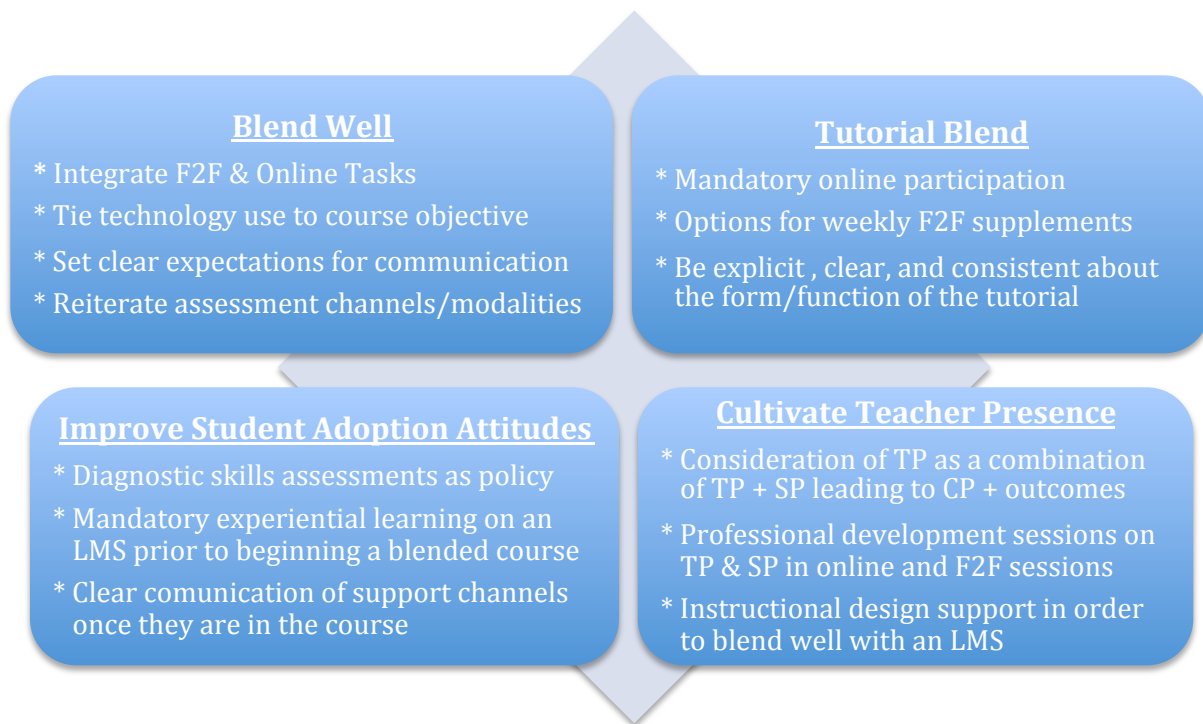 Blend Well
* Integrate F2F & Online Tasks
* Tie technology use to course objective
* Set clear expectations for communication
* Reiterate assessment channels/modalities
Tutorial Blend
* Mandatory online participation
* Options for weekly F2F supplements
* Be explicit , clear, and consistent about
the form/function of the tutorial
Improve Student Adoption Attitudes
* Diagnostic skills assessments as policy
* Mandatory experiential learning on an
LMS prior to beginning a blended course
* Clear comunication of support channels
once they are in the course
Cultivate Teacher Presence
* Consideration of TP as a combination
of TP + SP leading to CP + outcomes
* Professional development sessions on
TP & SP in online and F2F sessions
* Instructional design support in order
to blend well with an LMS